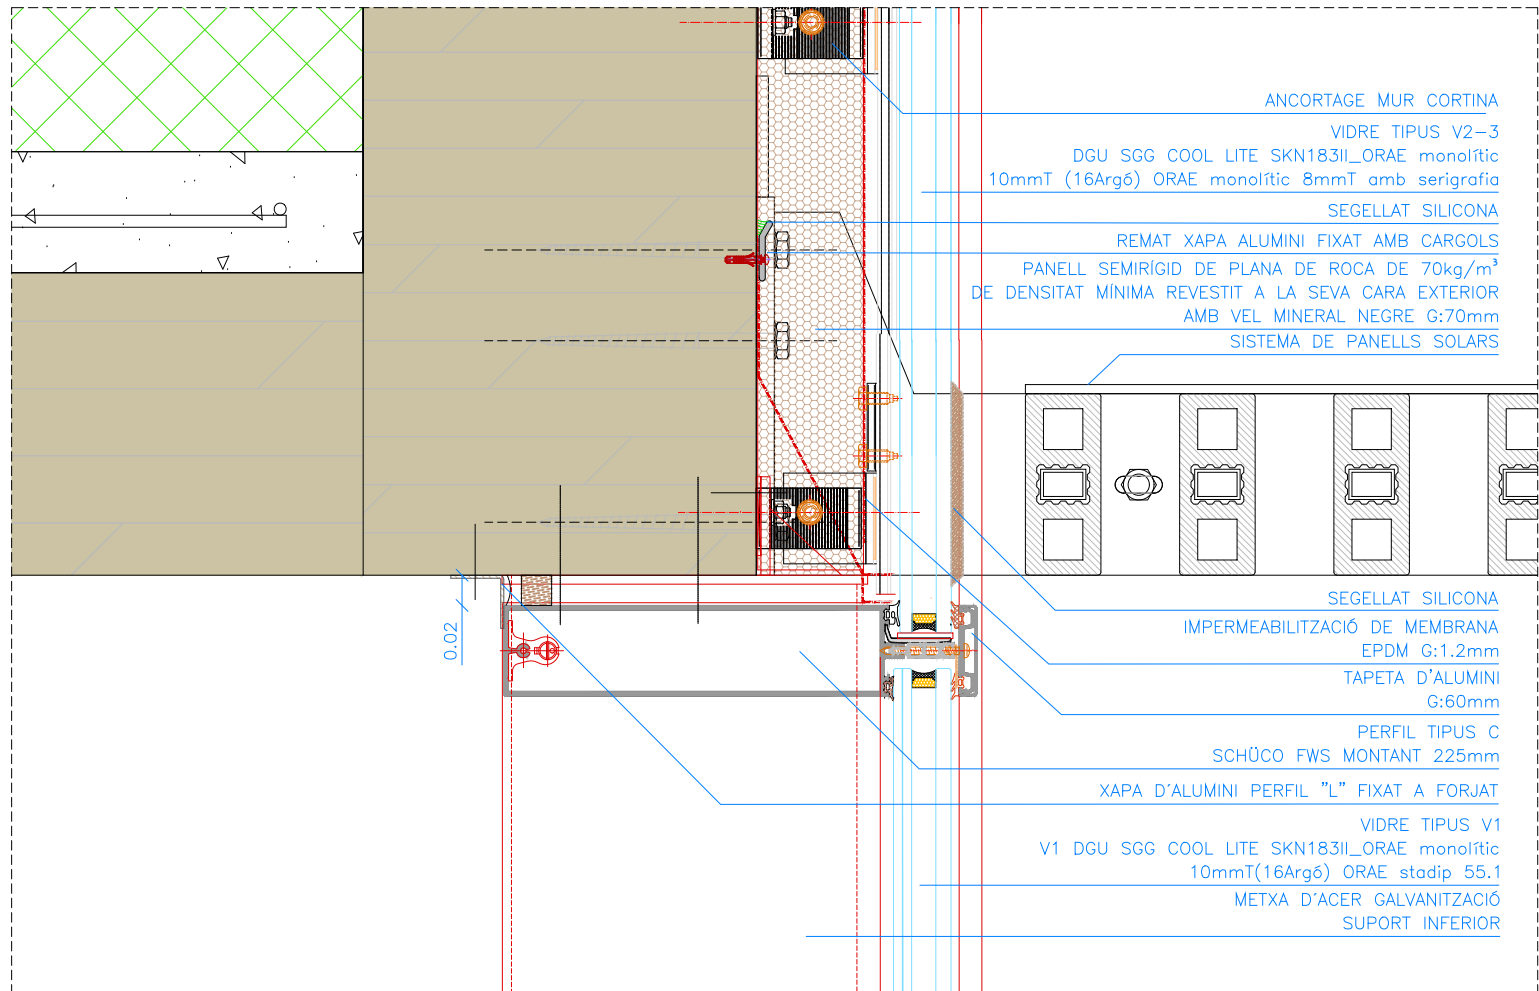 ANCORTAGE MUR CORTINA
VIDRE TIPUS V2-3
DGU SGG COOL LITE SKN183II_ORAE monolític
10mmT (16Argó) ORAE monolític 8mmT amb serigrafia
SEGELLAT SILICONA
REMAT XAPA ALUMINI FIXAT AMB CARGOLS
PANELL SEMIRÍGID DE PLANA DE ROCA DE 70kg/m³
DE DENSITAT MÍNIMA REVESTIT A LA SEVA CARA EXTERIOR
AMB VEL MINERAL NEGRE G:70mm
SISTEMA DE PANELLS SOLARS
SEGELLAT SILICONA
IMPERMEABILITZACIÓ DE MEMBRANA
EPDM G:1.2mm
TAPETA D'ALUMINI
G:60mm
PERFIL TIPUS C
SCHÜCO FWS MONTANT 225mm
XAPA D'ALUMINI PERFIL "L" FIXAT A FORJAT
VIDRE TIPUS V1
V1 DGU SGG COOL LITE SKN183II_ORAE monolític
10mmT(16Argó) ORAE stadip 55.1
METXA D'ACER GALVANITZACIÓ
SUPORT INFERIOR
0.02